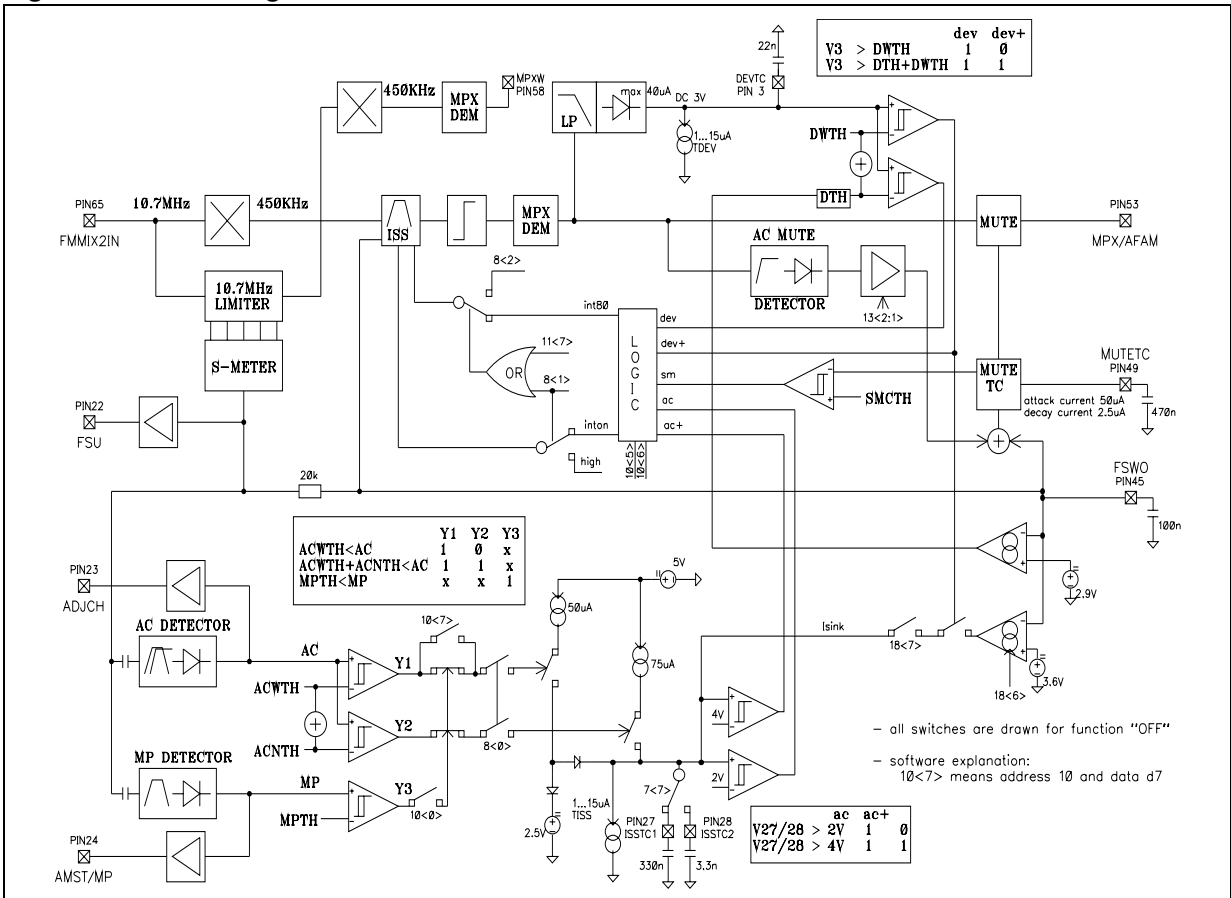 22n
DEVTC
PIN 3
dev dev+
V3 > DWTH 1 0
V3 > DTH+DWTH 1 1
450KHz
MPX
DEM
MPXW
PIN58
LP
max 40uA
DC 3V
1...15uA
TDEV
DWTH
DTH
PIN65
FMMIX2IN
10.7MHz
450KHz
ISS
MPX
DEM
MUTE
PIN53
MPX/AFAM
AC MUTE
DETECTOR
13<2:1>
10.7MHz
LIMITER
S-METER
8<2>
int80
OR
11<7>
8<1>
inton
high
LOGIC
dev
dev+
sm
ac
ac+
10<5>
10<6>
SMCTH
MUTE
TC
MUTETC
PIN49
attack current 50uA
decay current 2.5uA
470n
PIN22
FSU
20k
FSWO
PIN45
100n
2.9V
3.6V
18<6>
18<7>
Isink
Y1 Y2 Y3
ACWTH<AC 1 0 x
ACWTH+ACNTH<AC 1 1 x
MPTH<MP x x 1
PIN23
ADJCH
AC DETECTOR
AC
ACWTH
ACNTH
Y1
Y2
10<7>
8<0>
50uA
5V
75uA
MP DETECTOR
MP
MPTH
Y3
10<0>
PIN24
AMST/MP
2.5V
1...15uA
TISS
7<7>
PIN27
ISSTC1
330n
PIN28
ISSTC2
3.3n
4V
2V
ac ac+
V27/28 > 2V 1 0
V27/28 > 4V 1 1
– all switches are drawn for function "OFF"
– software explanation:
10<7> means address 10 and data d7